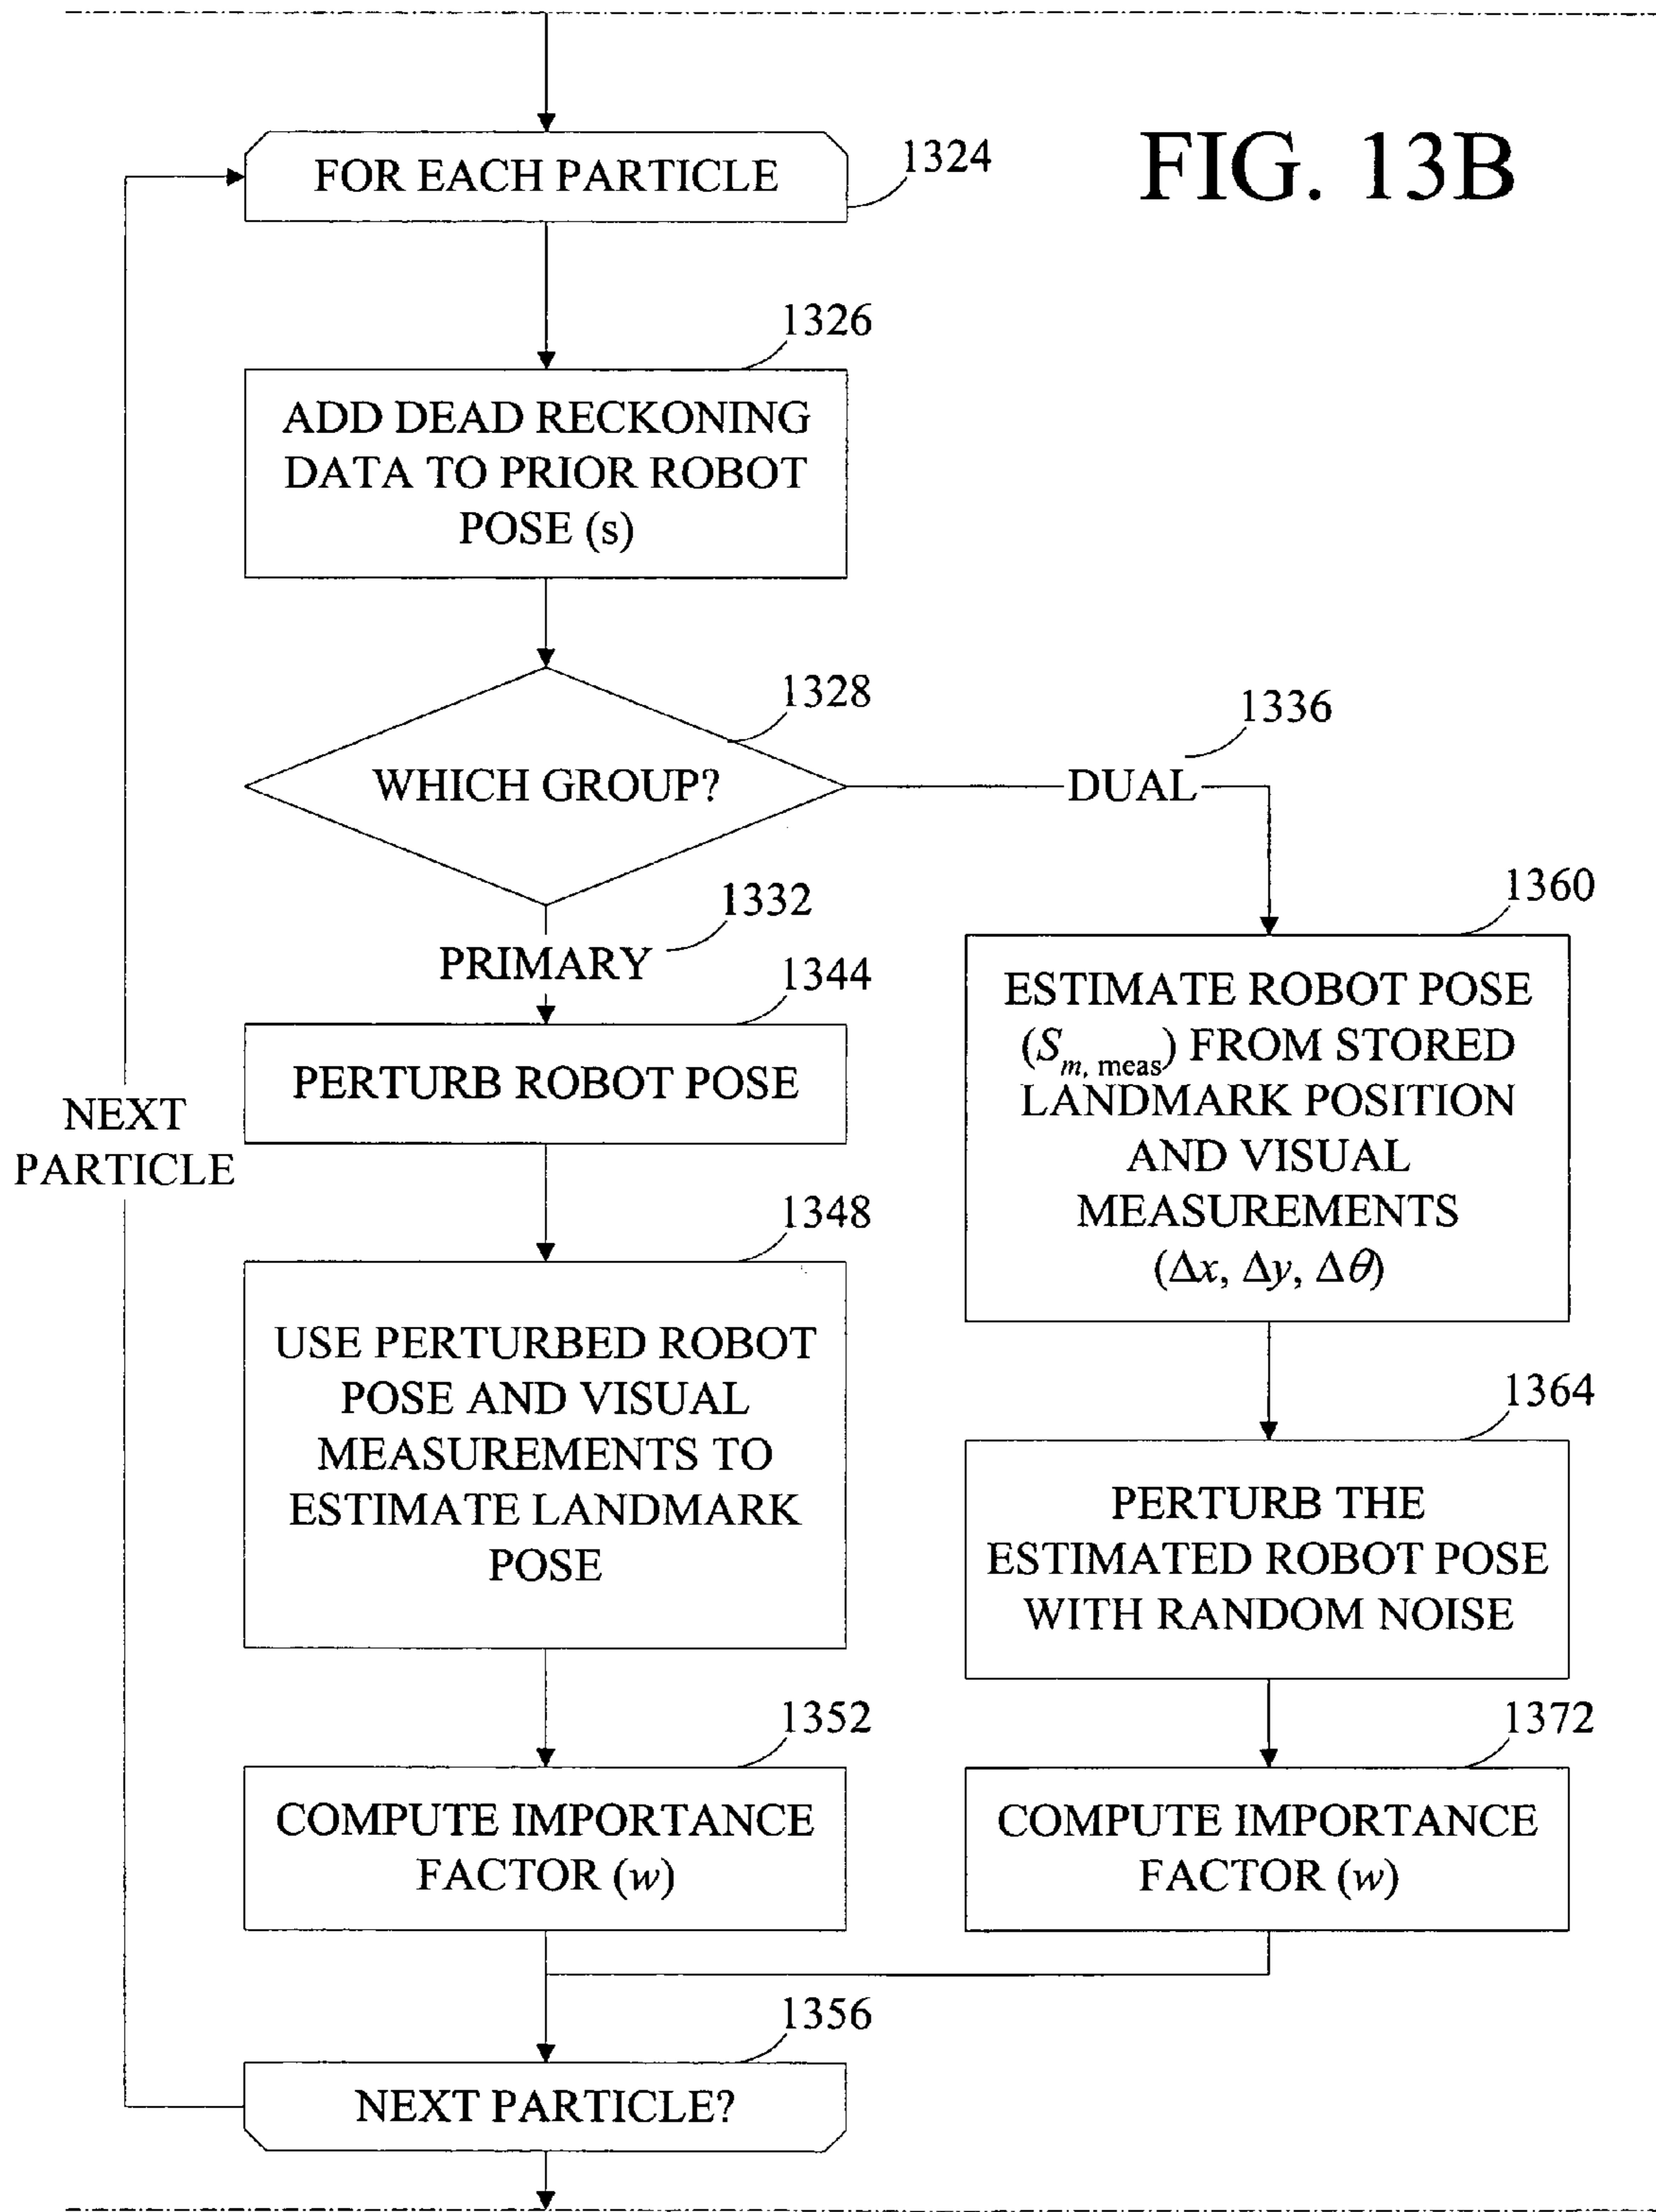 FIG. 13B
FOR EACH PARTICLE
1324
1326
ADD DEAD RECKONING
DATA TO PRIOR ROBOT
POSE (s)
1328
WHICH GROUP?
1336
DUAL
1332
PRIMARY
1344
PERTURB ROBOT POSE
NEXT
PARTICLE
1348
USE PERTURBED ROBOT
POSE AND VISUAL
MEASUREMENTS TO
ESTIMATE LANDMARK
POSE
1352
COMPUTE IMPORTANCE
FACTOR (w)
1360
ESTIMATE ROBOT POSE
(S_m, meas) FROM STORED
LANDMARK POSITION
AND VISUAL
MEASUREMENTS
(Δx, Δy, Δθ)
1364
PERTURB THE
ESTIMATED ROBOT POSE
WITH RANDOM NOISE
1372
COMPUTE IMPORTANCE
FACTOR (w)
1356
NEXT PARTICLE?